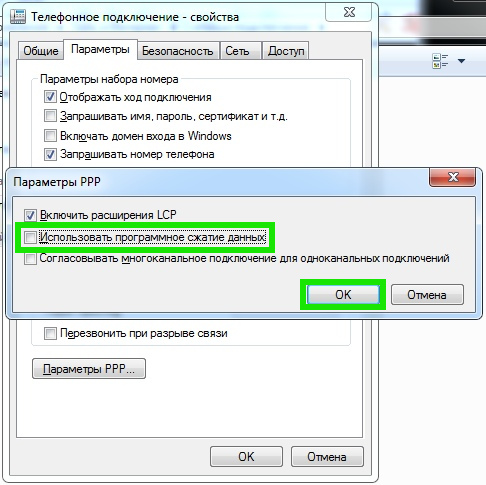 Телефонное подключение - свойства
Общие Параметры Безопасность Сеть Доступ
Параметры набора номера
Отображать ход подключения
Запрашивать имя, пароль, сертификат и т.д.
Включать домен входа в Windows
Запрашивать номер телефона
Параметры PPP
Включить расширения LCP
Использовать программное сжатие данных
Согласовывать многоканальное подключение для одноканальных подключений
OK Отмена
Перезвонить при разрыве связи
Параметры PPP...
OK Отмена